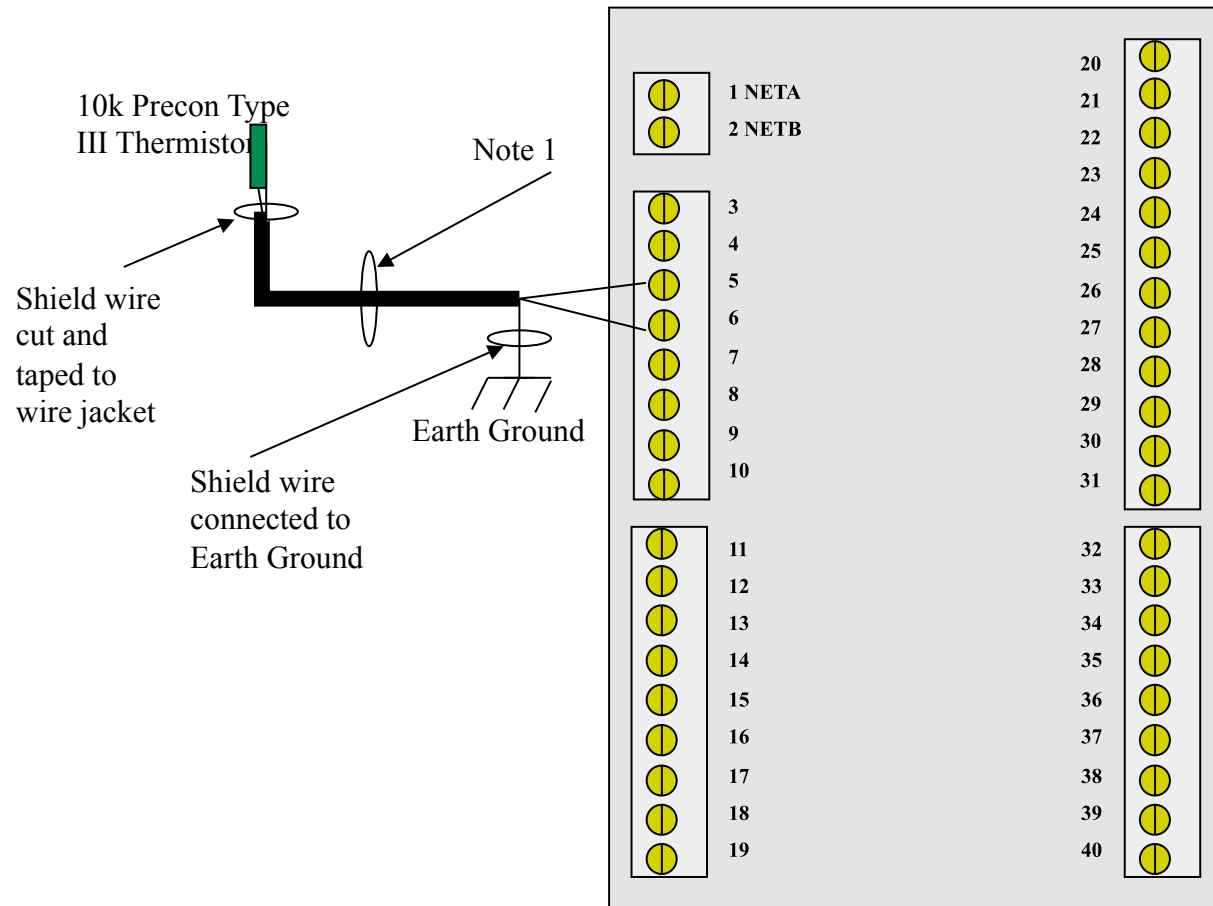 10k Precon Type
III Thermistor
Note 1
Shield wire
cut and
taped to
wire jacket
Earth Ground
Shield wire
connected to
Earth Ground
1 NETA
2 NETB
3
4
5
6
7
8
9
10
11
12
13
14
15
16
17
18
19
20
21
22
23
24
25
26
27
28
29
30
31
32
33
34
35
36
37
38
39
40